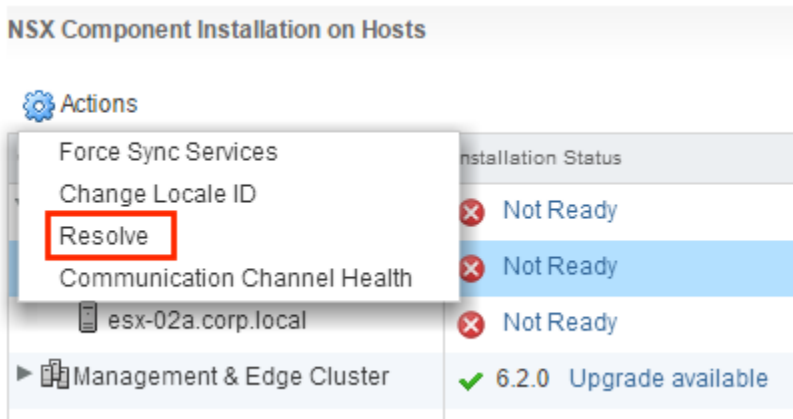 NSX Component Installation on Hosts
Actions
Force Sync Services
nstallation Status
Change Locale ID
Not Ready
Resolve
Not Ready
Communication Channel Health
esx-02a.corp.local
Not Ready
Management & Edge Cluster
6.2.0 Upgrade available